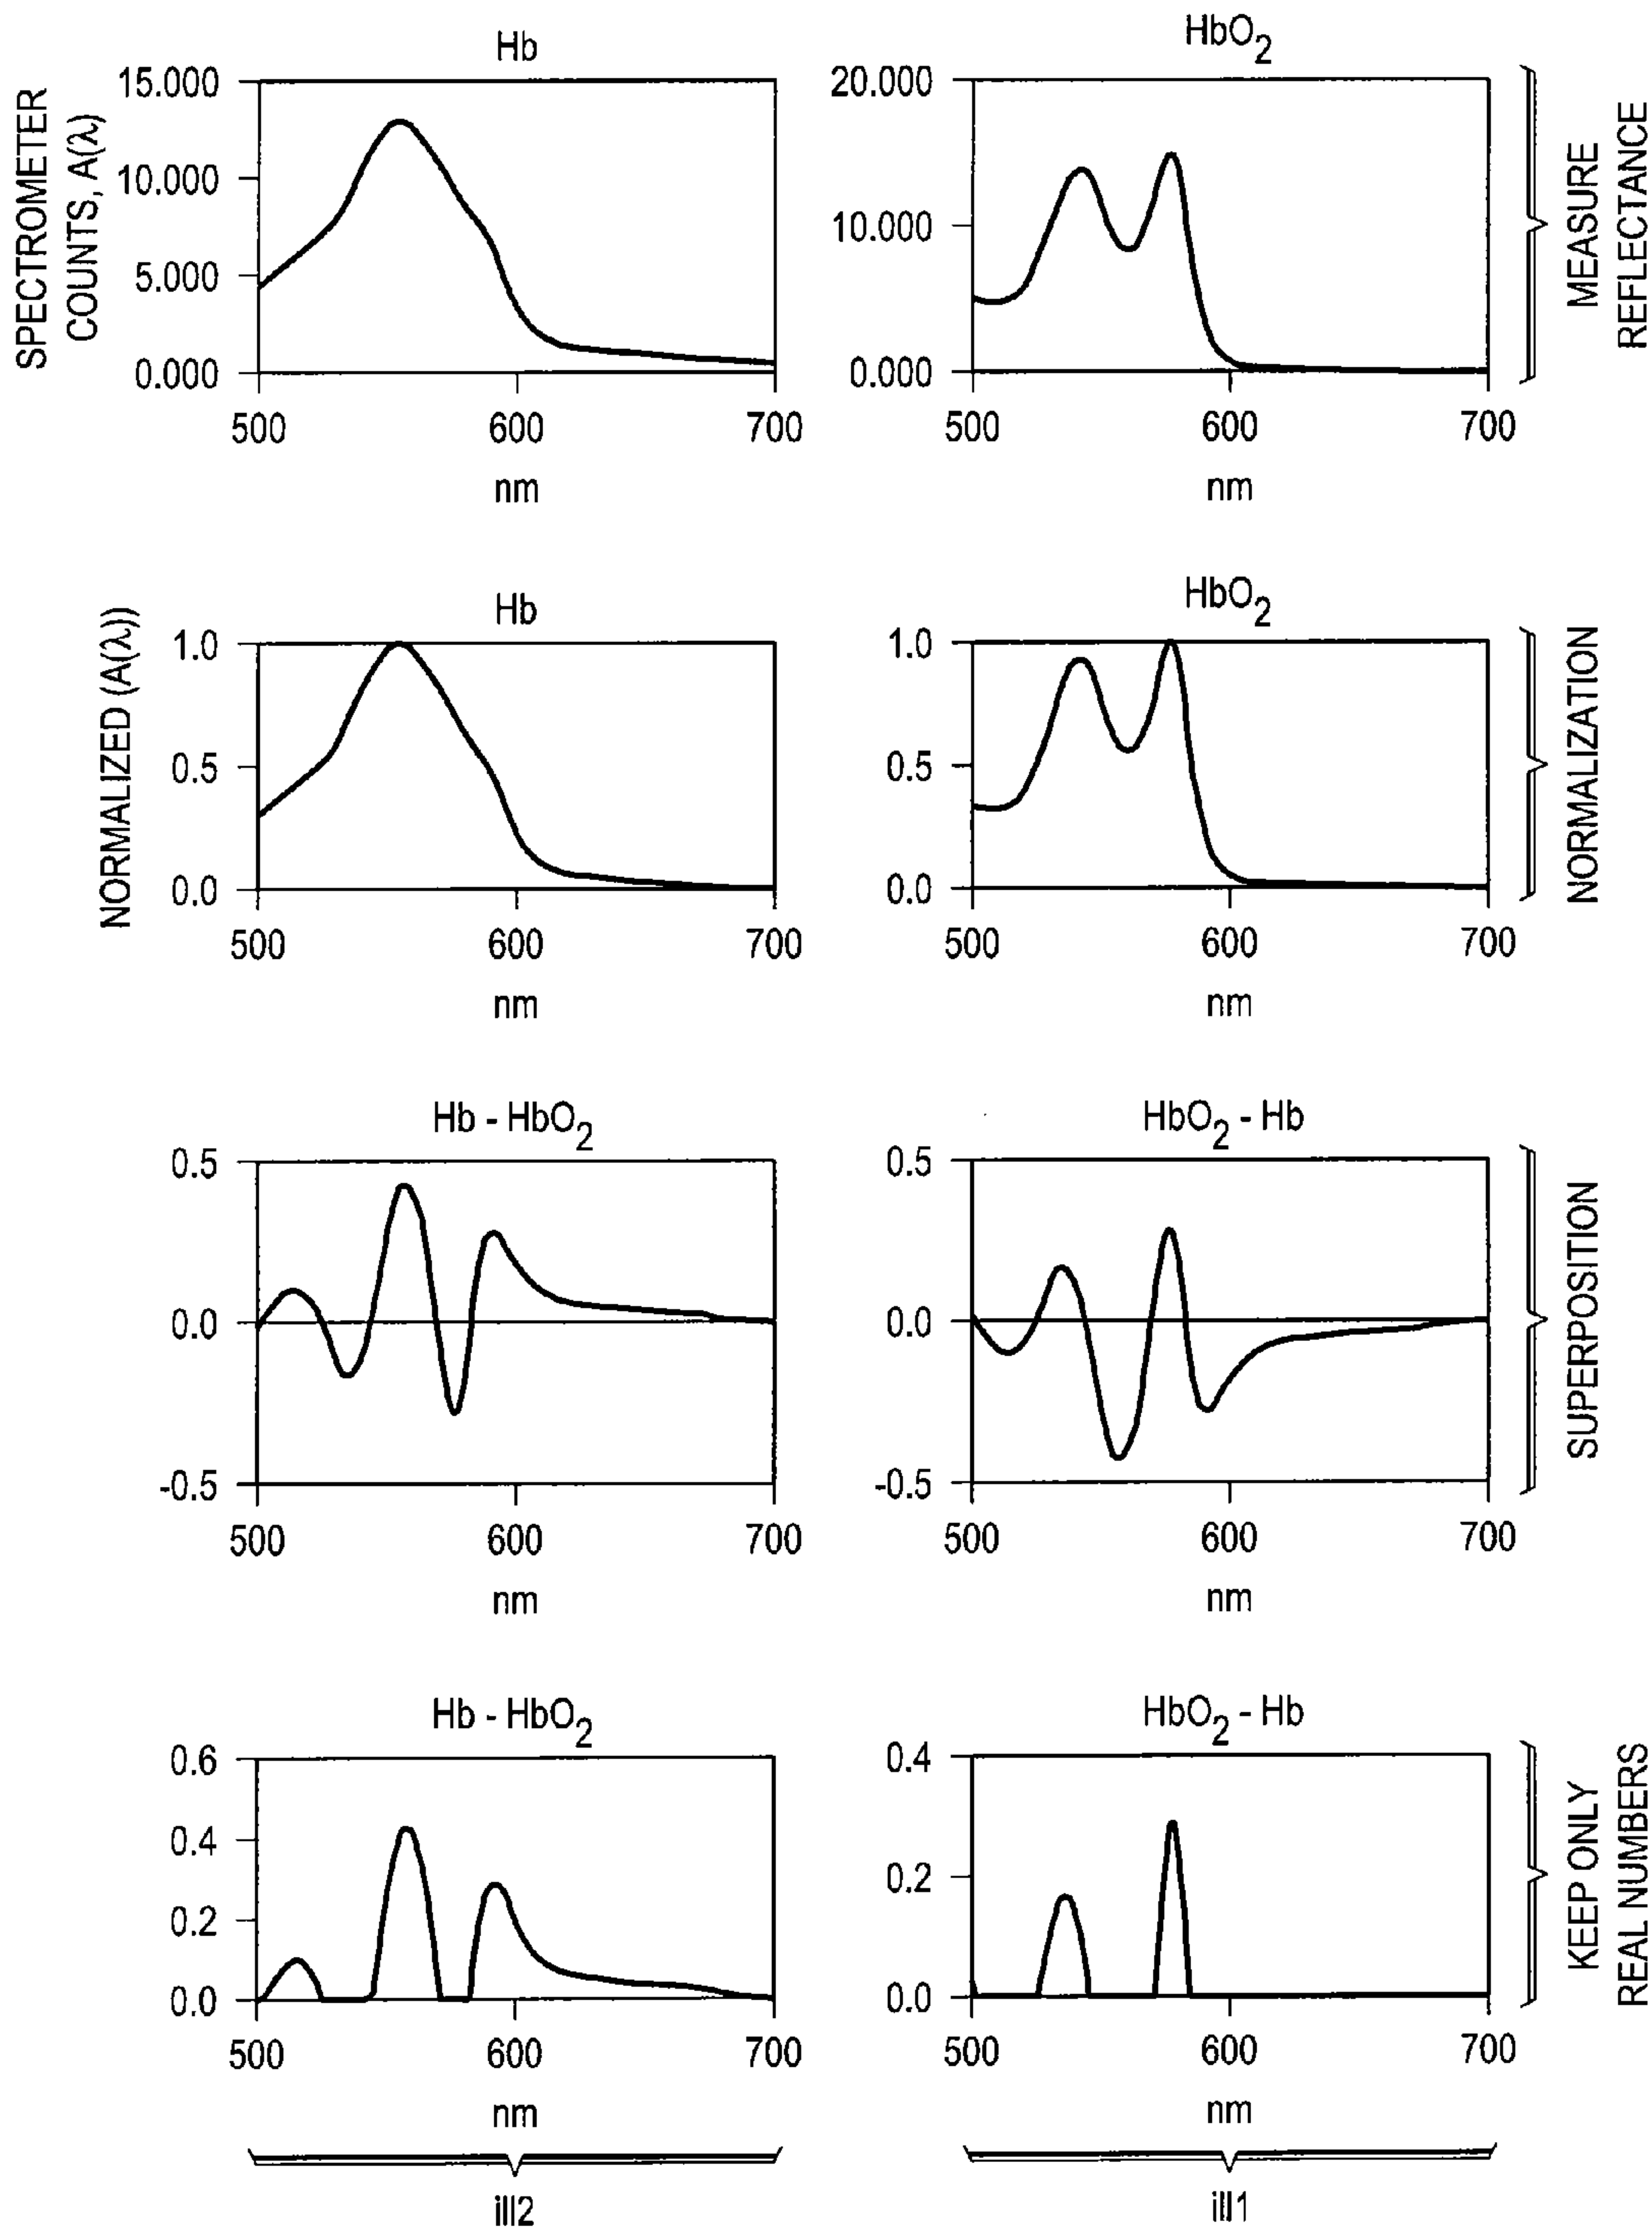 Hb
HbO2
SPECTROMETER
COUNTS, A(λ)
15.000
10.000
5.000
0.000
500
600
700
nm
20.000
10.000
0.000
500
600
700
nm
MEASURE
REFLECTANCE
Hb
HbO2
NORMALIZED (A(λ))
1.0
0.5
0.0
500
600
700
nm
1.0
0.5
0.0
500
600
700
nm
NORMALIZATION
Hb - HbO2
HbO2 - Hb
0.5
0.0
-0.5
500
600
700
nm
0.5
0.0
-0.5
500
600
700
nm
SUPERPOSITION
Hb - HbO2
HbO2 - Hb
0.6
0.4
0.2
0.0
500
600
700
nm
0.4
0.2
0.0
500
600
700
nm
KEEP ONLY
REAL NUMBERS
ill2
ill1